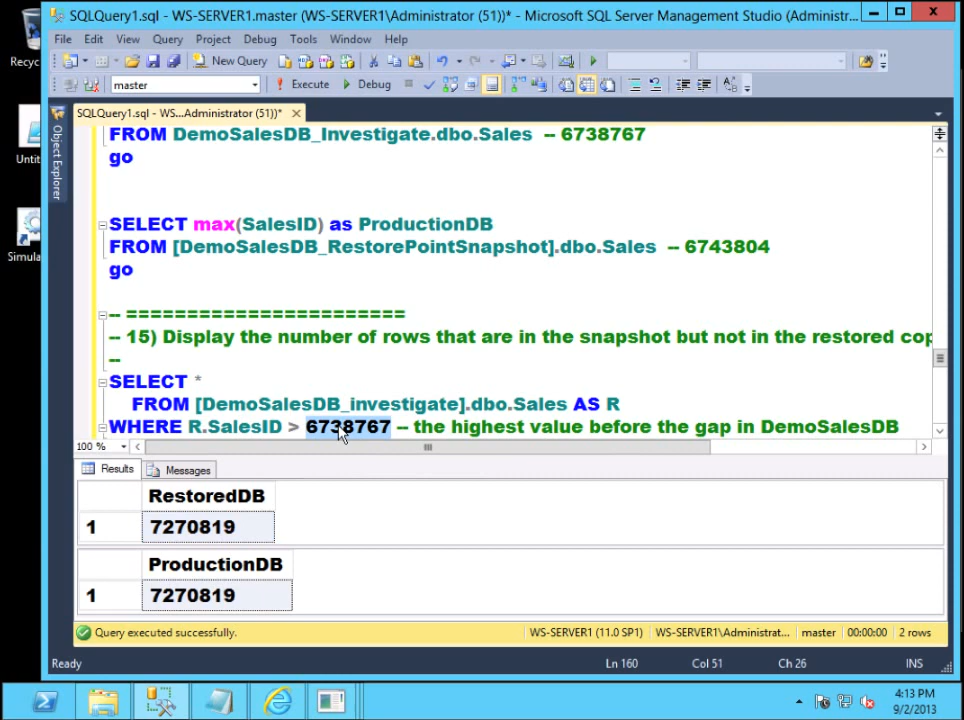 SQLQuery1.sql - WS-SERVER1.master (WS-SERVER1\Administrator (51))* - Microsoft SQL Server Management Studio (Administr...
Recyc
File Edit View Query Project Debug Tools Window Help
New Query
master
Execute
Debug
SQLQuery1.sql - WS...Administrator (51))*
Object Explorer
Untit
Simula
FROM DemoSalesDB_Investigate.dbo.Sales -- 6738767
go
SELECT max(SalesID) as ProductionDB
FROM [DemoSalesDB_RestorePointSnapshot].dbo.Sales -- 6743804
go
-- ========================
-- 15) Display the number of rows that are in the snapshot but not in the restored cop
--
SELECT *
FROM [DemoSalesDB_investigate].dbo.Sales AS R
WHERE R.SalesID > 6738767 -- the highest value before the gap in DemoSalesDB
100 %
Results Messages
RestoredDB
1 7270819
ProductionDB
1 7270819
Query executed successfully. WS-SERVER1 (11.0 SP1) WS-SERVER1\Administrat... master 00:00:00 2 rows
Ready Ln 160 Col 51 Ch 26 INS
4:13 PM
9/2/2013